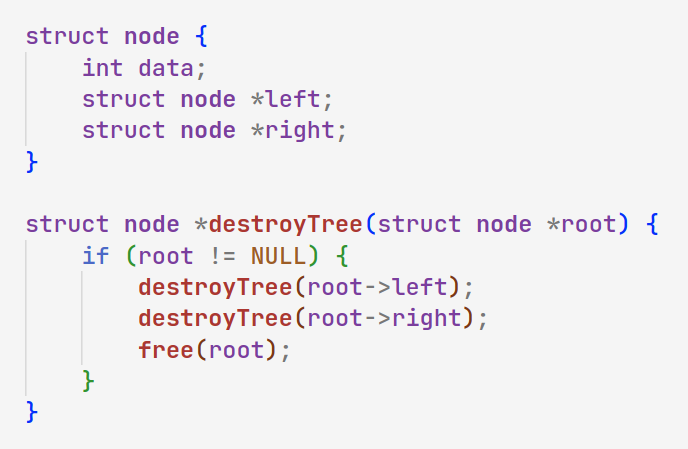 struct node {
    int data;
    struct node *left;
    struct node *right;
}

struct node *destroyTree(struct node *root) {
    if (root != NULL) {
        destroyTree(root->left);
        destroyTree(root->right);
        free(root);
    }
}